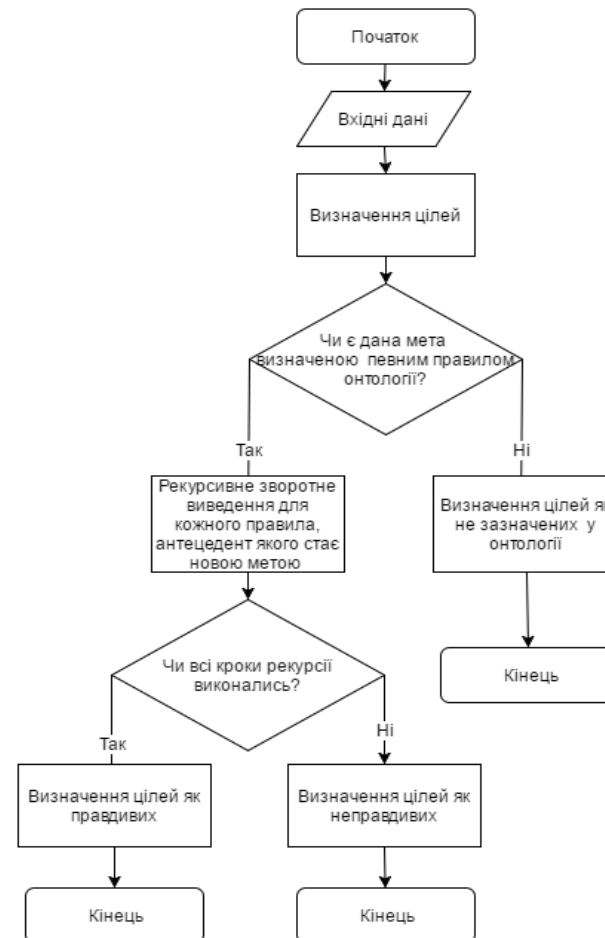 Початок
Вхідні дані
Визначення цілей
Чи є дана мета
визначеною певним правилом
онтології?
Так
Ні
Рекурсивне зворотне
виведення для
кожного правила,
антецедент якого стає
новою метою
Визначення цілей як
не зазначених у
онтології
Чи всі кроки рекурсії
виконались?
Кінець
Так
Ні
Визначення цілей як
правдивих
Визначення цілей як
неправдивих
Кінець
Кінець